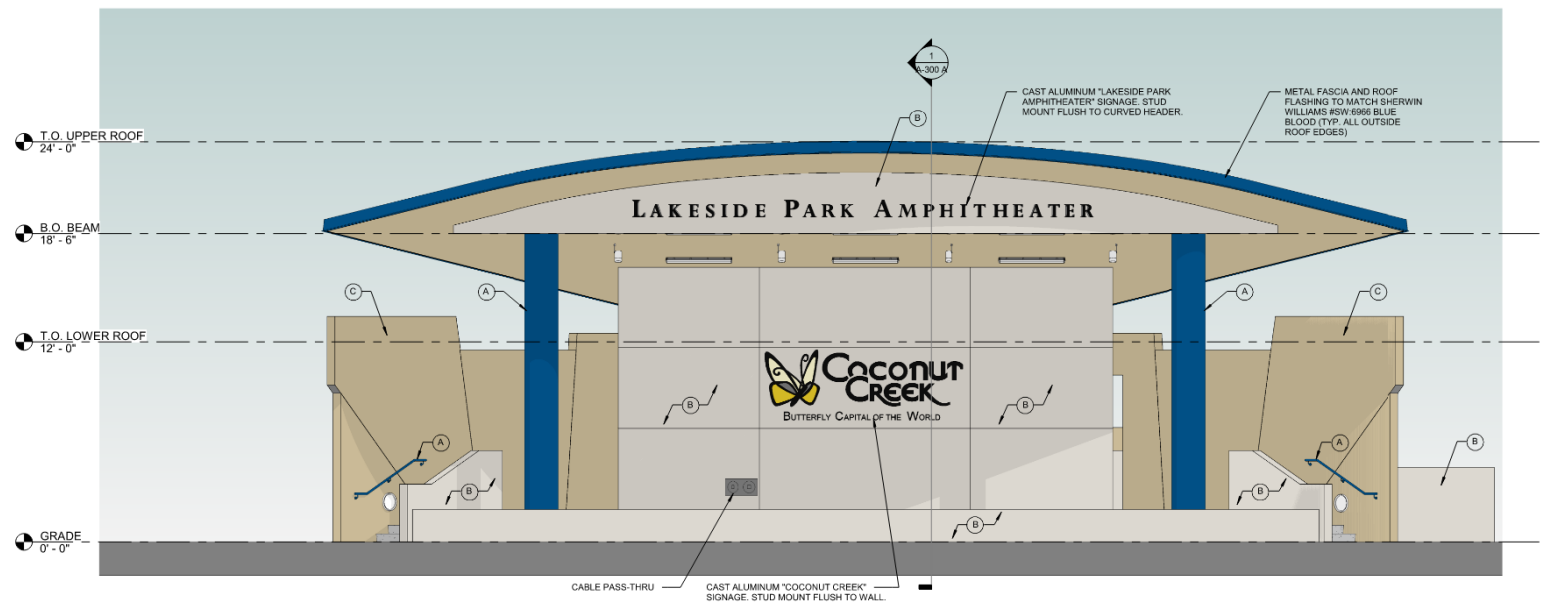 1
A-300 A
CAST ALUMINUM "LAKESIDE PARK
AMPHITHEATER" SIGNAGE. STUD
MOUNT FLUSH TO CURVED HEADER.
METAL FASCIA AND ROOF
FLASHING TO MATCH SHERWIN
WILLIAMS #SW:6966 BLUE
BLOOD (TYP. ALL OUTSIDE
ROOF EDGES)
B
T.O. UPPER ROOF
24' - 0"
LAKESIDE PARK AMPHITHEATER
B.O. BEAM
18' - 6"
C
A
A
C
T.O. LOWER ROOF
12' - 0"
COCONUT
CREEK
BUTTERFLY CAPITAL OF THE WORLD
B
B
A
A
B
B
B
B
GRADE
0' - 0"
CABLE PASS-THRU
CAST ALUMINUM "COCONUT CREEK"
SIGNAGE. STUD MOUNT FLUSH TO WALL.